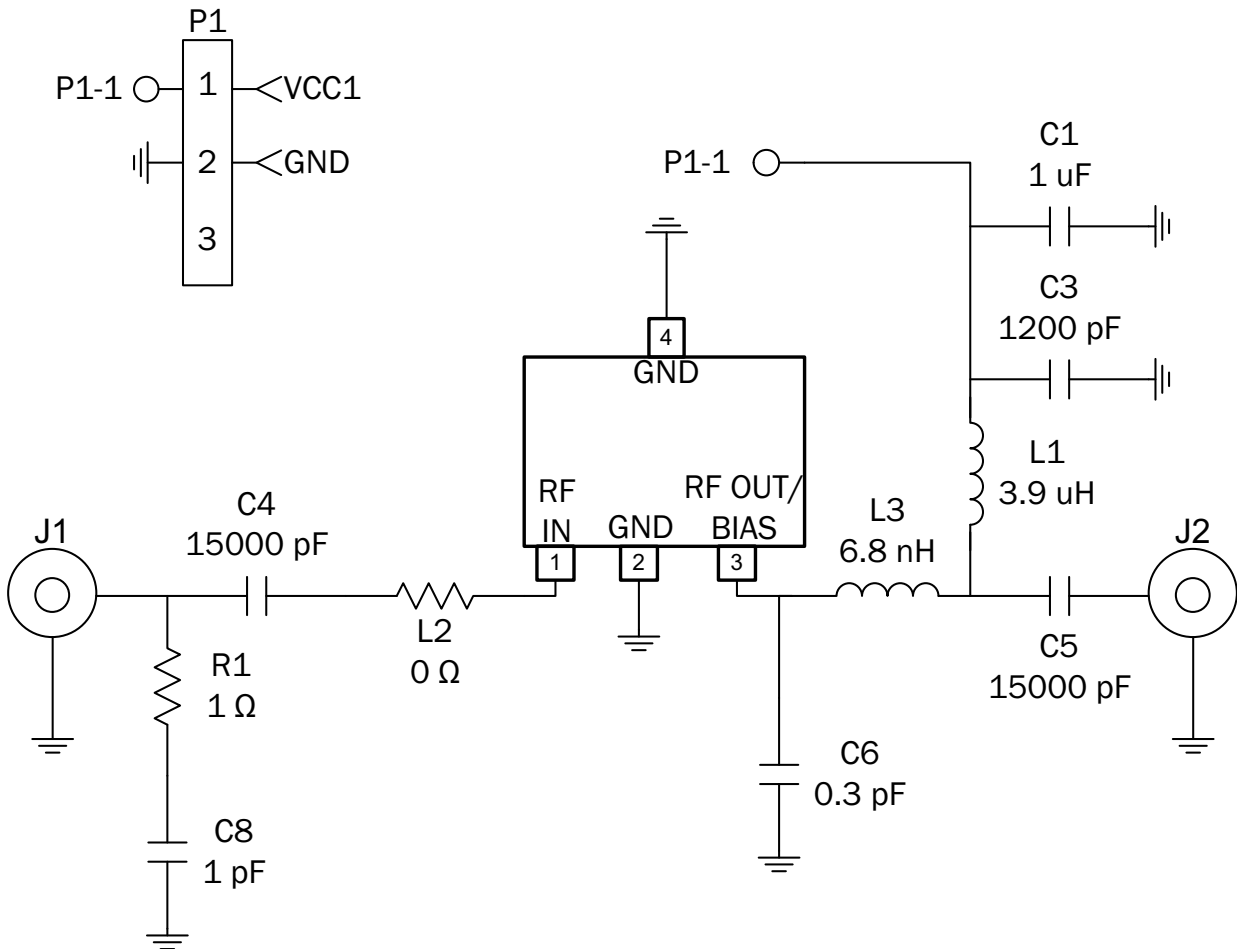 P1
P1-1
1
VCC1
2
GND
3
P1-1
C1
1 uF
C3
1200 pF
4
GND
L1
3.9 uH
RF
IN
GND
RF OUT/
BIAS
1
2
3
L3
6.8 nH
J1
C4
15000 pF
L2
0 Ω
J2
C5
15000 pF
R1
1 Ω
C6
0.3 pF
C8
1 pF